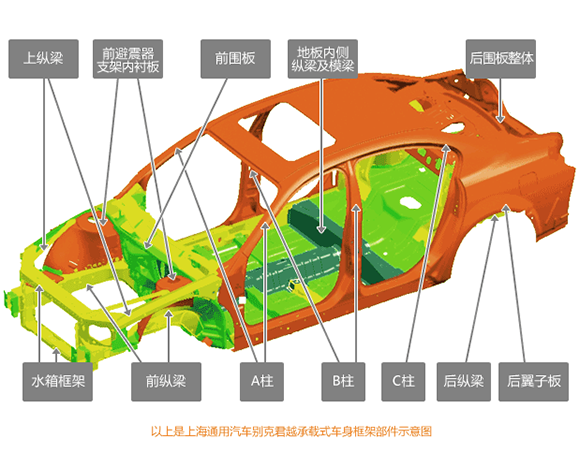 上纵梁
前避震器
支架内衬板
前围板
地板内侧
纵梁及模梁
后围板整体
水箱框架
前纵梁
A柱
B柱
C柱
后纵梁
后翼子板
以上是上海通用汽车别克君越承载式车身框架部件示意图